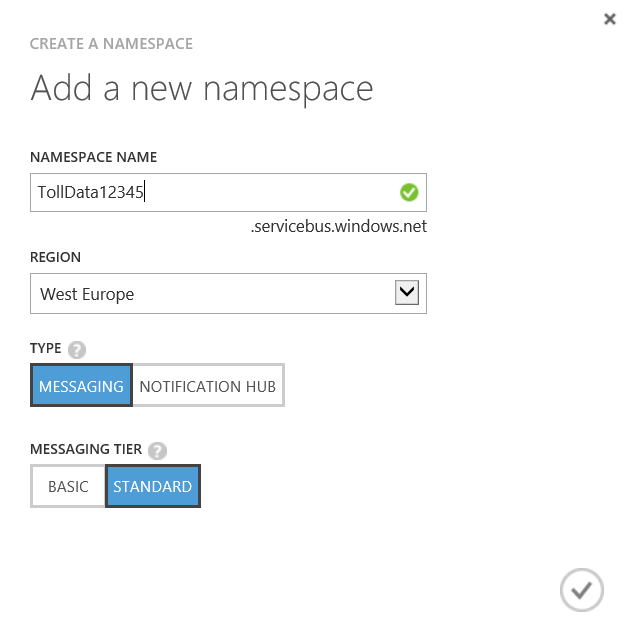 CREATE A NAMESPACE
Add a new namespace
NAMESPACE NAME
TollData12345
.servicebus.windows.net
REGION
West Europe
TYPE ?
MESSAGING NOTIFICATION HUB
MESSAGING TIER ?
BASIC STANDARD